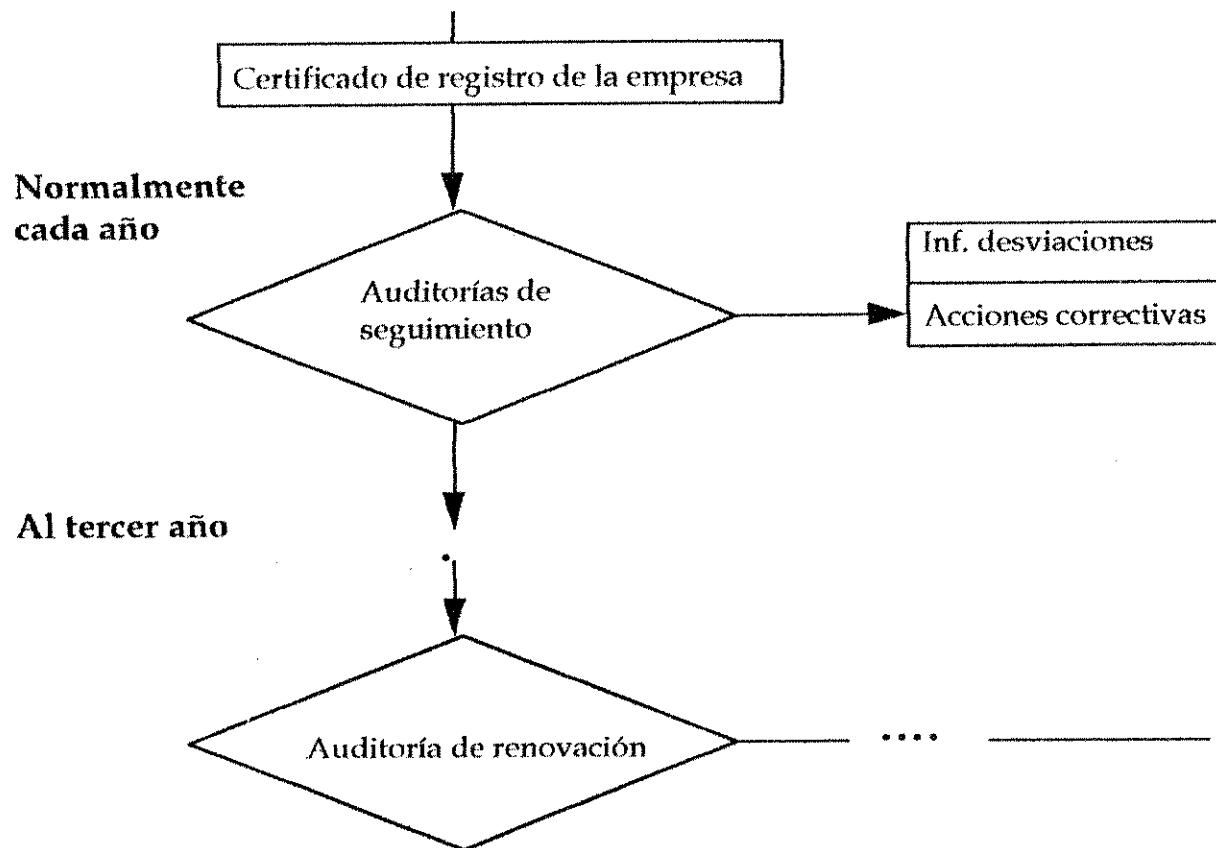 Certificado de registro de la empresa
Normalmente
cada año
Auditorías de
seguimiento
Inf. desviaciones
Acciones correctivas
Al tercer año
Auditoría de renovación